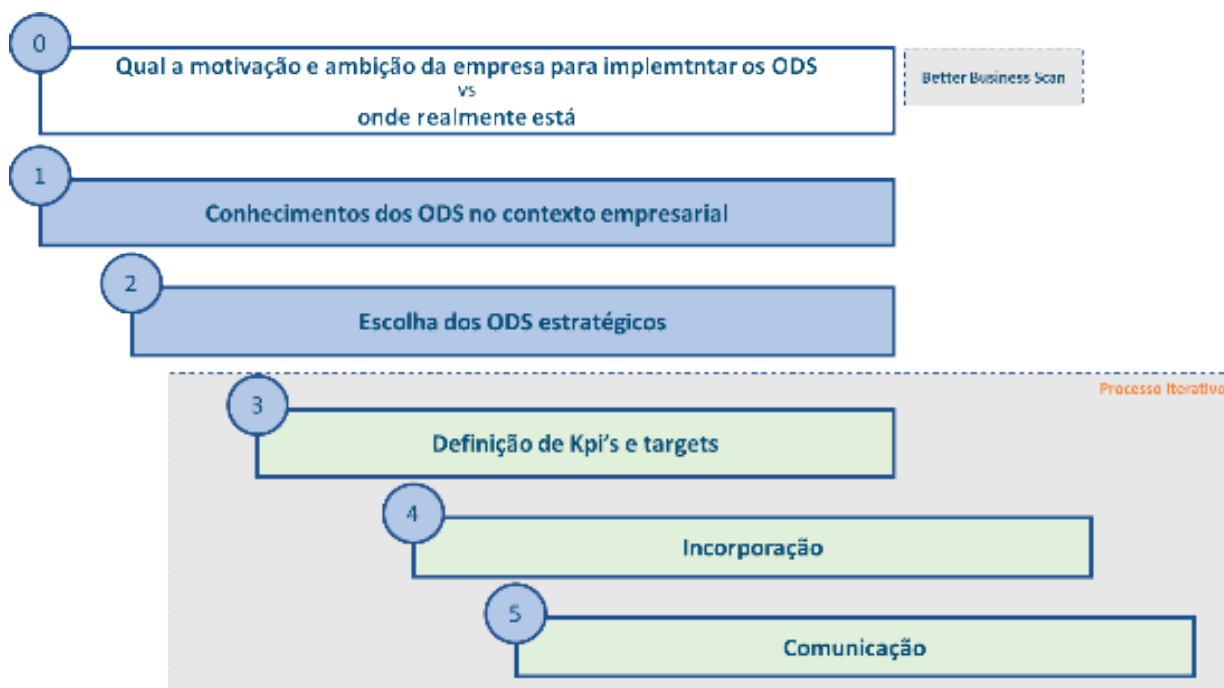 0
Qual a motivação e ambição da empresa para implemtntar os ODS
vs
onde realmente está
Better Business Scan
1
Conhecimentos dos ODS no contexto empresarial
2
Escolha dos ODS estratégicos
Processo Iterativo
3
Definição de Kpi's e targets
4
Incorporação
5
Comunicação